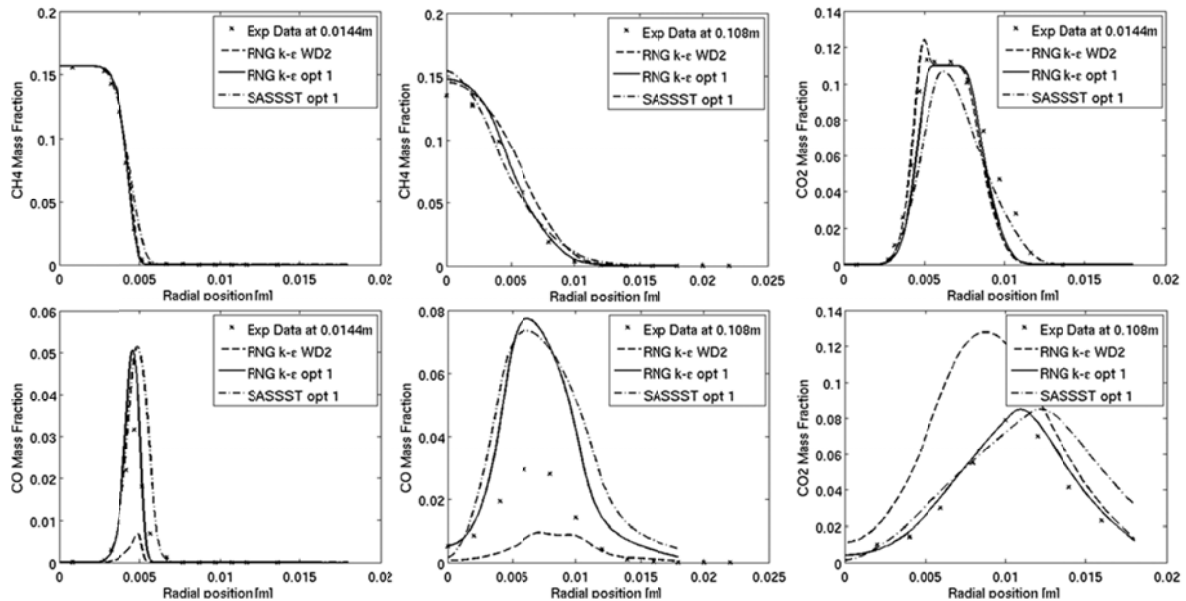 0.2
0.15
0.1
0.05
0
CH4 Mass Fraction
Exp Data at 0.0144m
RNG k-ε WD2
RNG k-ε opt 1
SASSST opt 1
0 0.005 0.01 0.015 0.02
Radial position [m]
0.2
0.15
0.1
0.05
0
CH4 Mass Fraction
Exp Data at 0.108m
RNG k-ε WD2
RNG k-ε opt 1
SASSST opt 1
0 0.005 0.01 0.015 0.02 0.025
Radial position [m]
0.14
0.12
0.1
0.08
0.06
0.04
0.02
0
CO2 Mass Fraction
Exp Data at 0.0144m
RNG k-ε WD2
RNG k-ε opt 1
SASSST opt 1
0 0.005 0.01 0.015 0.02
Radial position [m]
0.06
0.05
0.04
0.03
0.02
0.01
0
CO Mass Fraction
Exp Data at 0.0144m
RNG k-ε WD2
RNG k-ε opt 1
SASSST opt 1
0 0.005 0.01 0.015 0.02
Radial position [m]
0.08
0.06
0.04
0.02
0
CO Mass Fraction
Exp Data at 0.108m
RNG k-ε WD2
RNG k-ε opt 1
SASSST opt 1
0 0.005 0.01 0.015 0.02 0.025
Radial position [m]
0.14
0.12
0.1
0.08
0.06
0.04
0.02
0
CO2 Mass Fraction
Exp Data at 0.108m
RNG k-ε WD2
RNG k-ε opt 1
SASSST opt 1
0 0.005 0.01 0.015 0.02
Radial position [m]